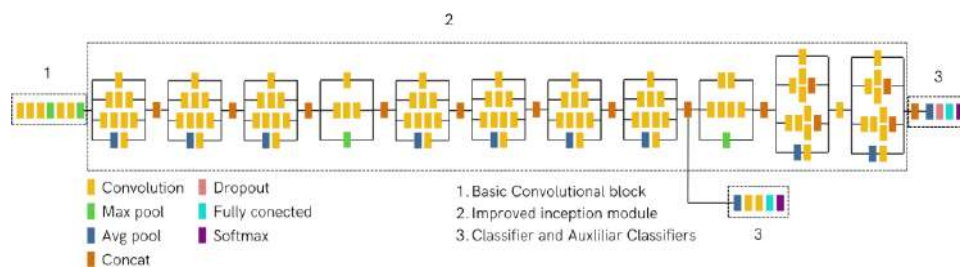 2
1
3
Convolution
Dropout
Max pool
Fully conected
Avg pool
Softmax
Concat
1. Basic Convolutional block
2. Improved inception module
3. Classifier and Auxliliar Classifiers
3